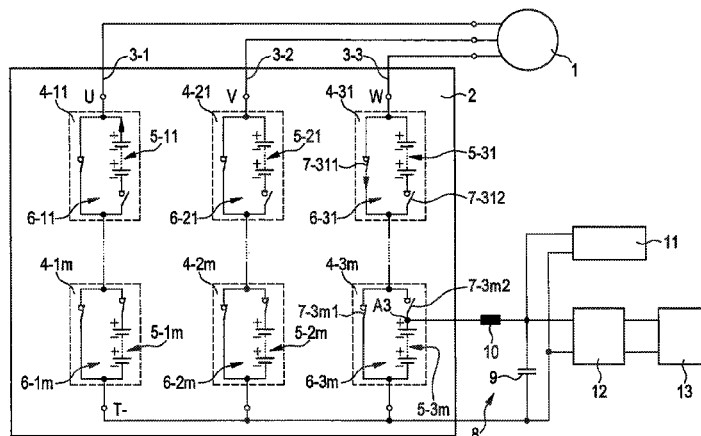 3-1 3-2 3-3 1
U V W 2
4-11 4-21 4-31
5-11 5-21 5-31
7-311
7-312
6-11 6-21 6-31
11
4-1m 4-2m 4-3m
7-3m2
7-3m1 A3
5-1m 5-2m
10
6-1m 6-2m 6-3m 9 12 13
5-3m
T-
8
+ + + + + +
+ + + + + +